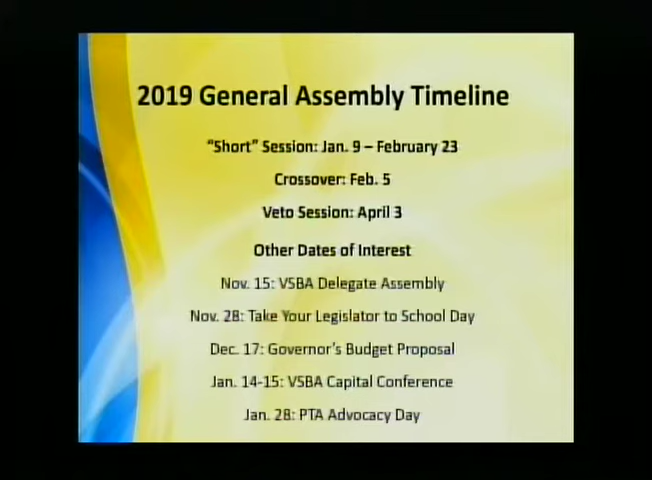 2019 General Assembly Timeline
"Short" Session: Jan. 9 – February 23
Crossover: Feb. 5
Veto Session: April 3
Other Dates of Interest
Nov. 15: VSBA Delegate Assembly
Nov. 28: Take Your Legislator to School Day
Dec. 17: Governor's Budget Proposal
Jan. 14-15: VSBA Capital Conference
Jan. 28: PTA Advocacy Day